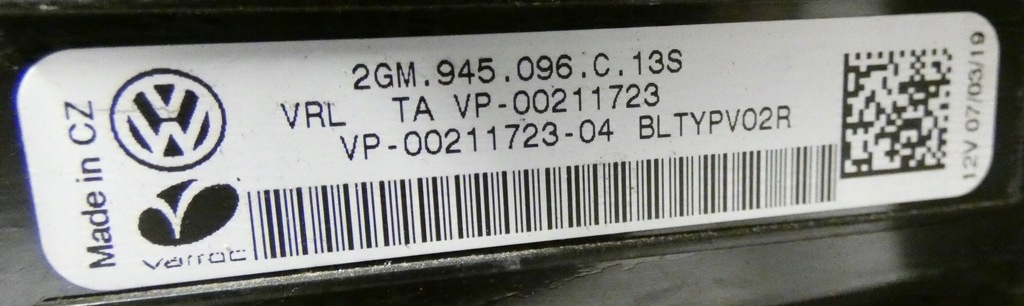 Made in CZ
VW
varroc
2GM.945.096.C.13S
VRL TA VP-00211723
VP-00211723-04 BLTYPV02R
12V 07/03/19